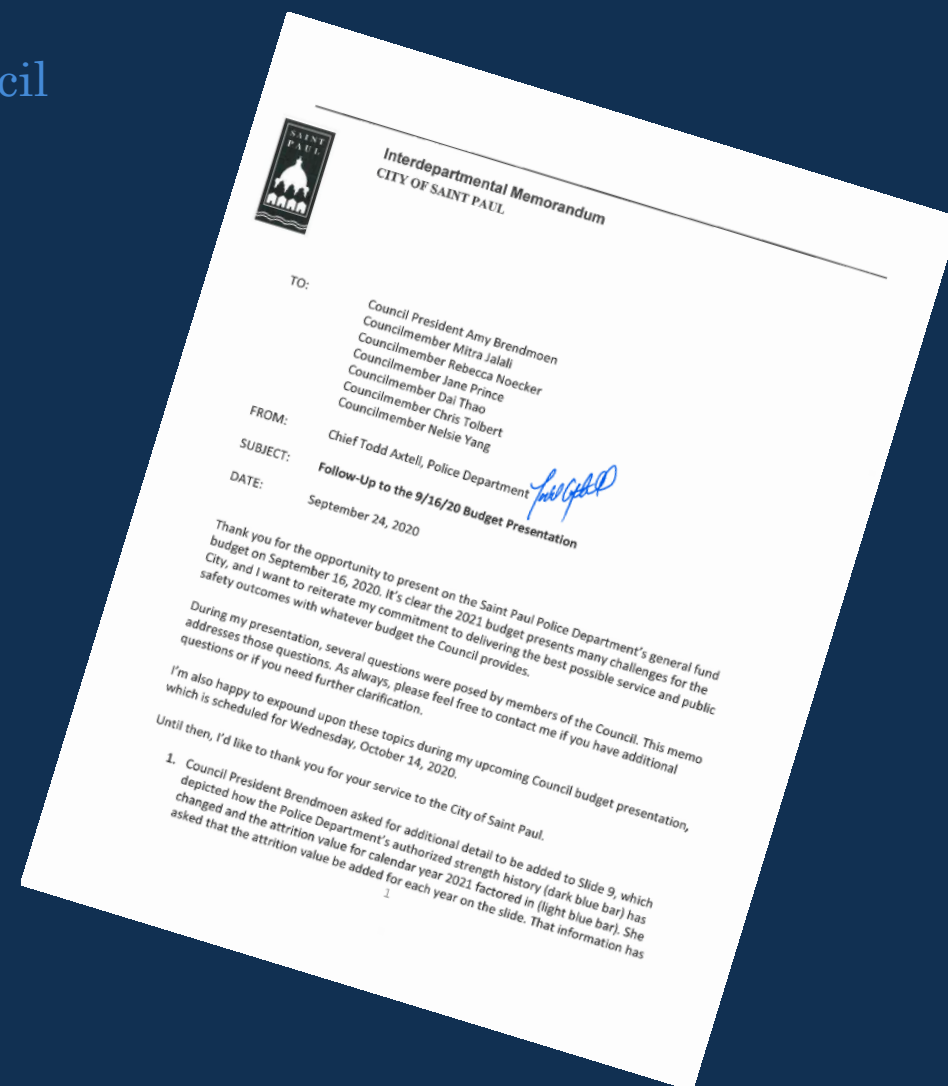 cil
SAINT
PAUL
Interdepartmental Memorandum
CITY OF SAINT PAUL
TO:
Council President Amy Brendmoen
Councilmember Mitra Jalali
Councilmember Rebecca Noecker
Councilmember Jane Prince
Councilmember Dai Thao
Councilmember Chris Tolbert
Councilmember Nelsie Yang
FROM:
Chief Todd Axtell, Police Department
SUBJECT:
Follow-Up to the 9/16/20 Budget Presentation
DATE:
September 24, 2020
Thank you for the opportunity to present on the Saint Paul Police Department's general fund
budget on September 16, 2020. It's clear the 2021 budget presents many challenges for the
City, and I want to reiterate my commitment to delivering the best possible service and public
safety outcomes with whatever budget the Council provides.
During my presentation, several questions were posed by members of the Council. This memo
addresses those questions. As always, please feel free to contact me if you have additional
questions or if you need further clarification.
I'm also happy to expound upon these topics during my upcoming Council budget presentation,
which is scheduled for Wednesday, October 14, 2020.
Until then, I'd like to thank you for your service to the City of Saint Paul.
1. Council President Brendmoen asked for additional detail to be added to Slide 9, which
depicted how the Police Department's authorized strength history (dark blue bar) has
changed and the attrition value for calendar year 2021 factored in (light blue bar). She
asked that the attrition value be added for each year on the slide. That information has
1